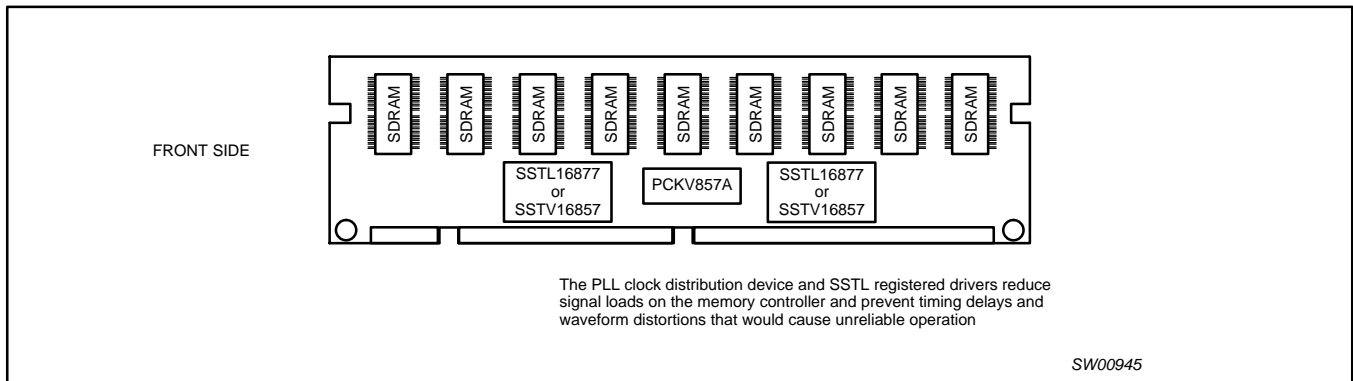 SDRAM
SDRAM
SDRAM
SDRAM
SDRAM
SDRAM
SDRAM
SDRAM
SDRAM
FRONT SIDE
SSTL16877
or
SSTV16857
PCKV857A
SSTL16877
or
SSTV16857
The PLL clock distribution device and SSTL registered drivers reduce
signal loads on the memory controller and prevent timing delays and
waveform distortions that would cause unreliable operation
SW00945